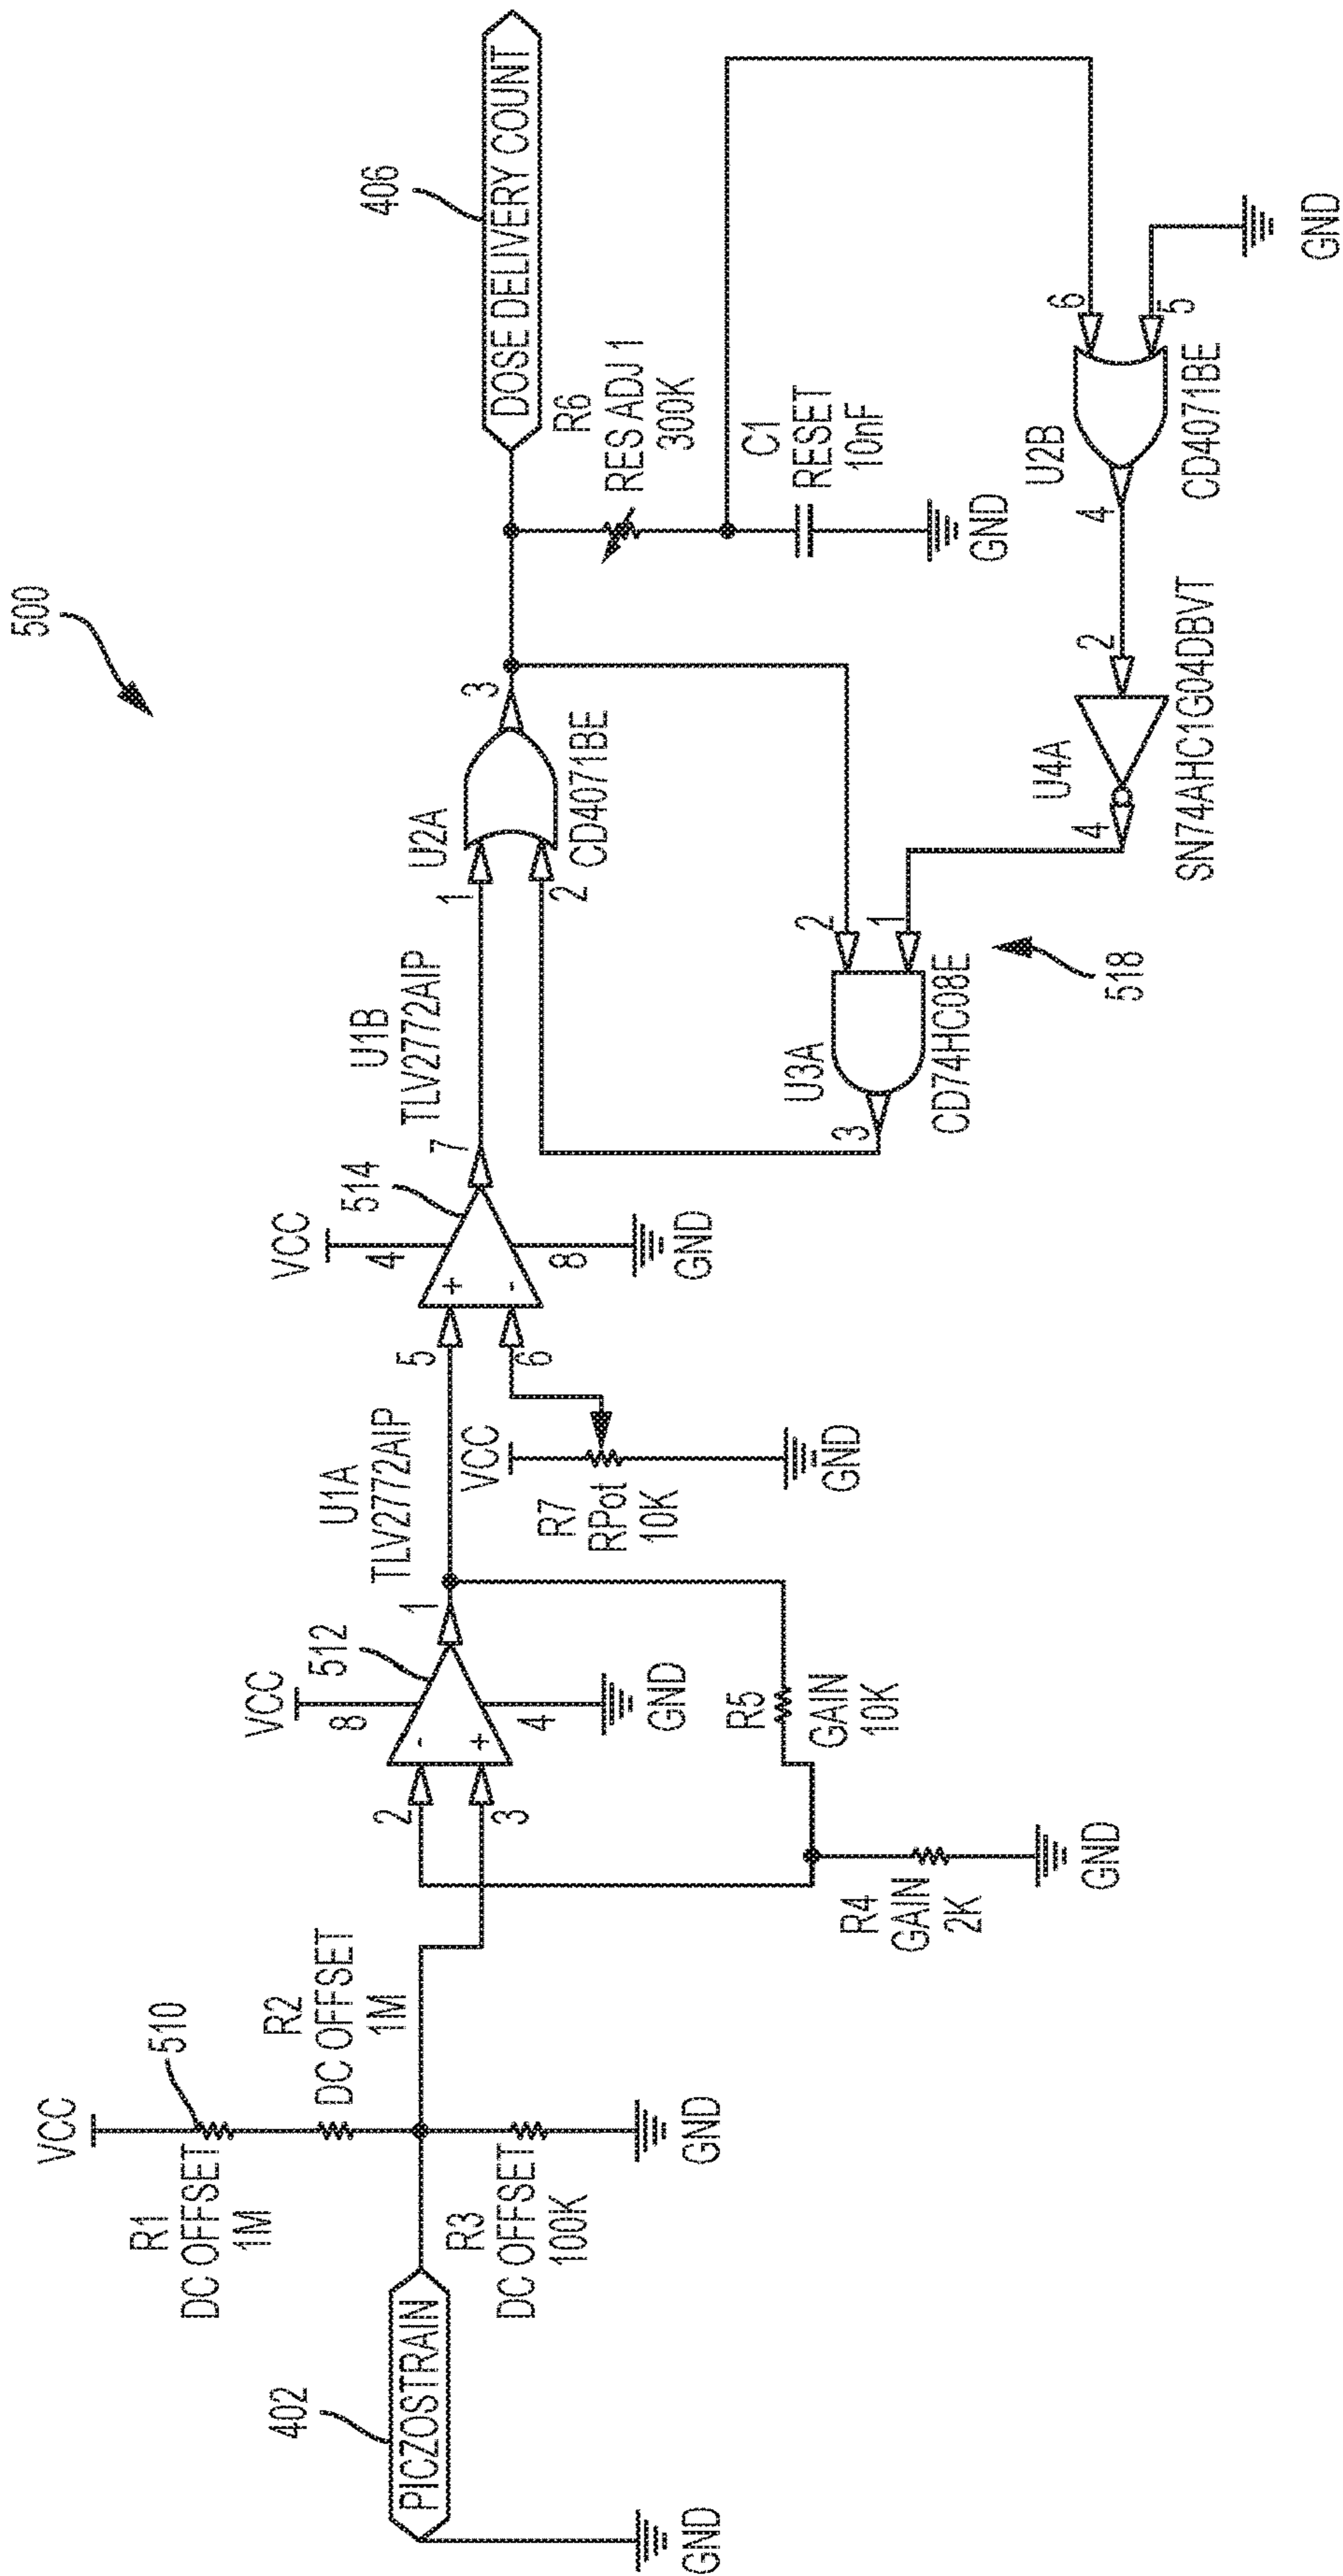 500
PICZOSTRAIN
402
GND
VCC
R1
DC OFFSET
1M
510
R2
DC OFFSET
1M
R3
DC OFFSET
100K
GND
VCC
8
512
2
-
3
+
4
GND
1
U1A
TLV2772AIP
R4
GAIN
2K
GND
R5
GAIN
10K
VCC
R7
RPot
10K
GND
VCC
4
514
5
+
6
-
8
GND
7
U1B
TLV2772AIP
1
2
U2A
3
CD4071BE
DOSE DELIVERY COUNT
406
R6
RES ADJ 1
300K
C1
RESET
10nF
GND
U3A
3
2
1
CD74HC08E
518
U4A
4
2
SN74AHC1G04DBVT
U2B
4
6
5
CD4071BE
GND